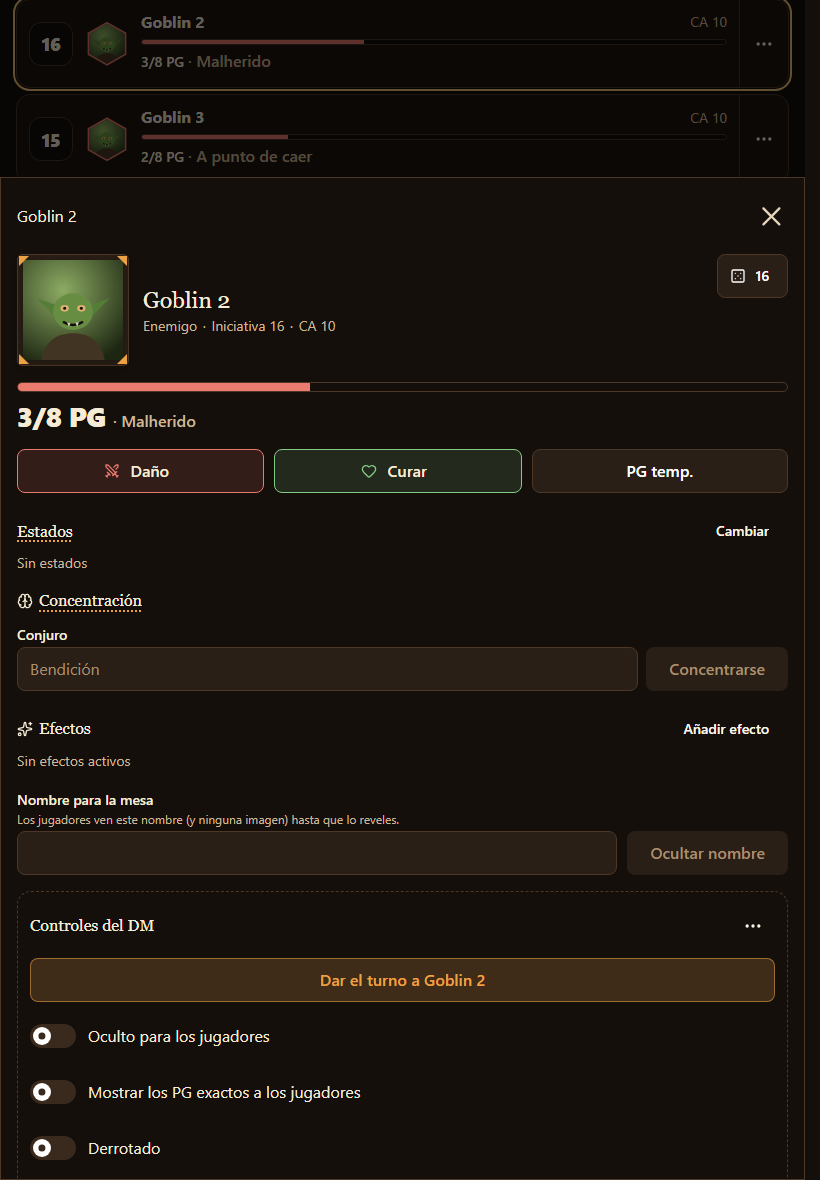 Goblin 2
CA 10
16
3/8 PG · Malherido
Goblin 3
CA 10
15
2/8 PG · A punto de caer
Goblin 2
16
Goblin 2
Enemigo · Iniciativa 16 · CA 10
3/8 PG · Malherido
Daño
Curar
PG temp.
Estados
Cambiar
Sin estados
Concentración
Conjuro
Bendición
Concentrarse
Efectos
Añadir efecto
Sin efectos activos
Nombre para la mesa
Los jugadores ven este nombre (y ninguna imagen) hasta que lo reveles.
Ocultar nombre
Controles del DM
Dar el turno a Goblin 2
Oculto para los jugadores
Mostrar los PG exactos a los jugadores
Derrotado